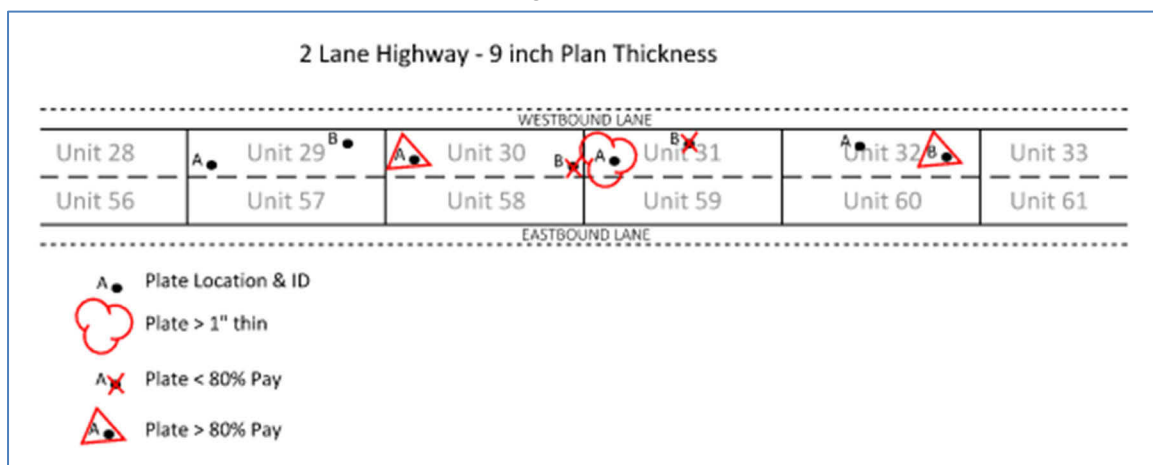 2 Lane Highway - 9 inch Plan Thickness
WESTBOUND LANE
Unit 28 A Unit 29 B A Unit 30 B A Unit 31 B A Unit 32 B Unit 33
Unit 56 Unit 57 Unit 58 Unit 59 Unit 60 Unit 61
EASTBOUND LANE
A Plate Location & ID
Plate > 1" thin
A Plate < 80% Pay
A Plate > 80% Pay